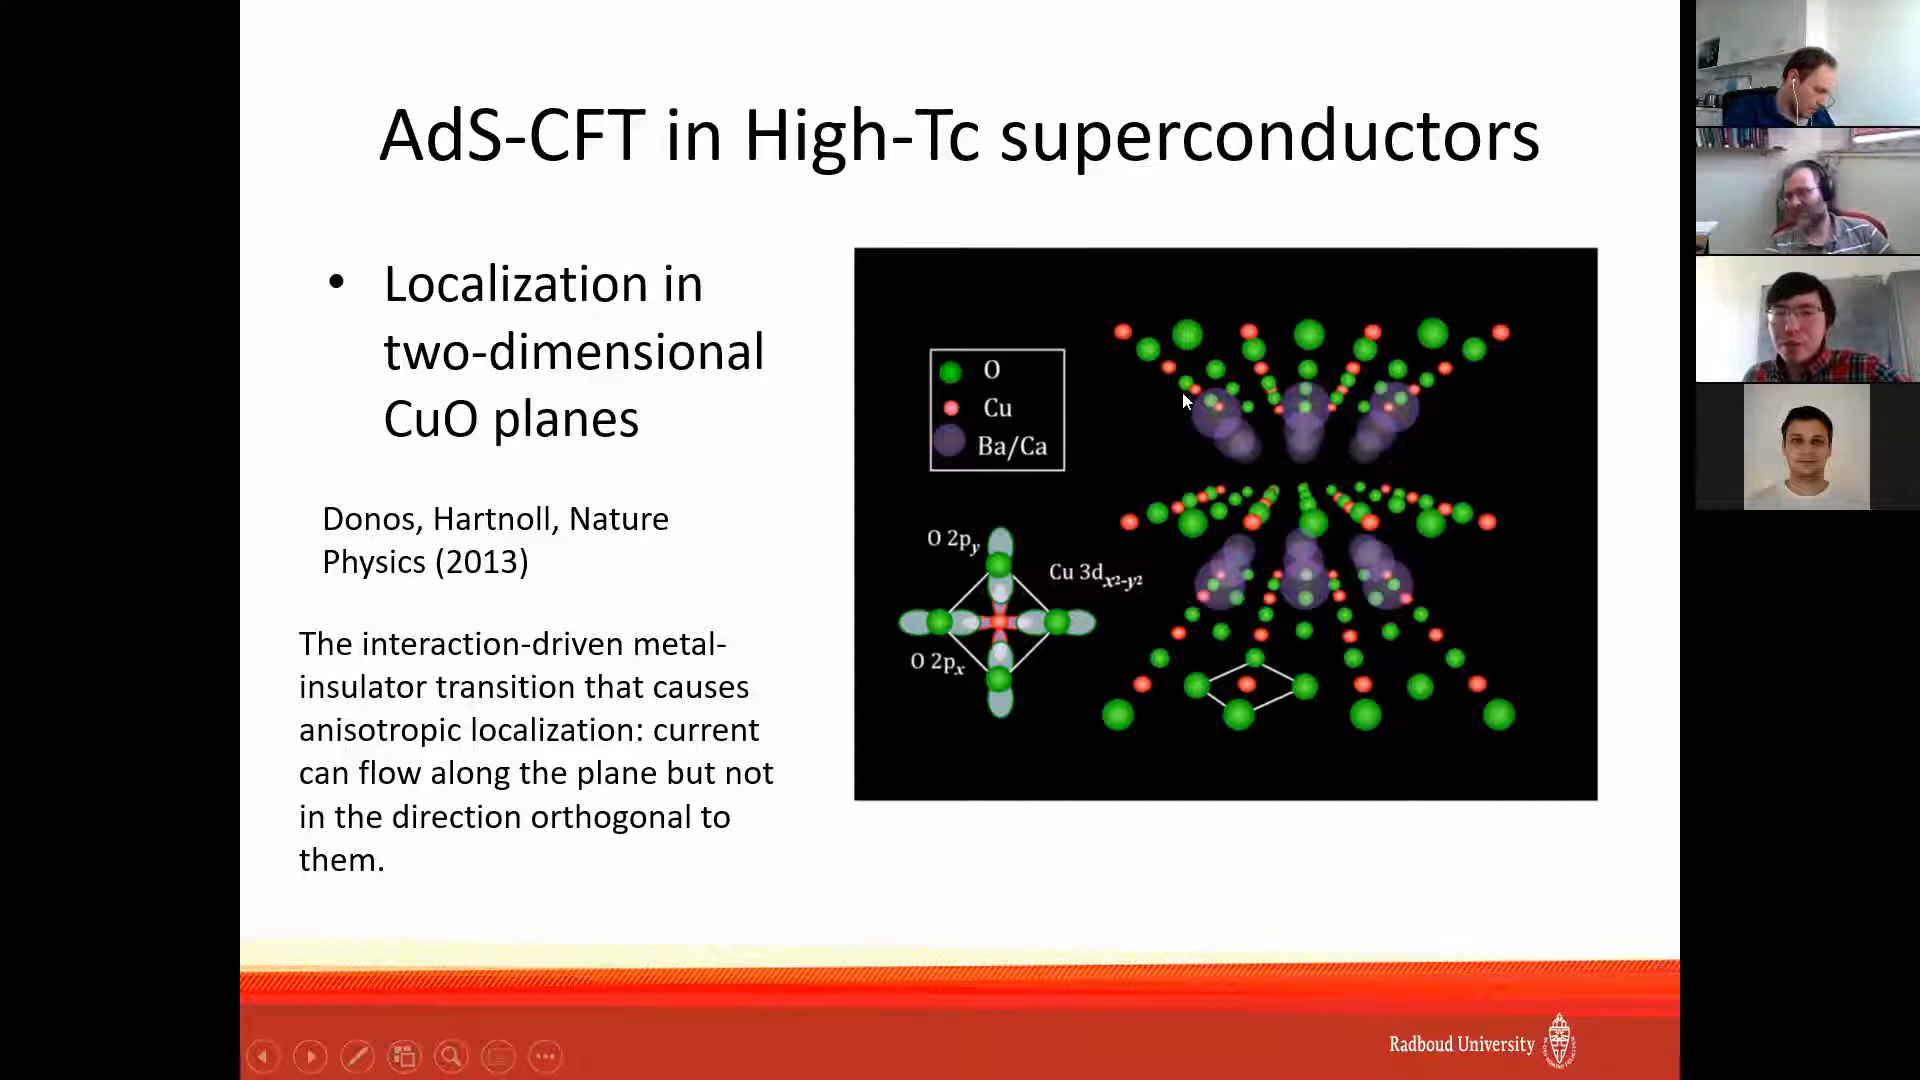 AdS-CFT in High-Tc superconductors
• Localization in
two-dimensional
CuO planes
Donos, Hartnoll, Nature
Physics (2013)
The interaction-driven metal-
insulator transition that causes
anisotropic localization: current
can flow along the plane but not
in the direction orthogonal to
them.
O
Cu
Ba/Ca
O 2py
Cu 3dx²-y²
O 2px
Radboud University